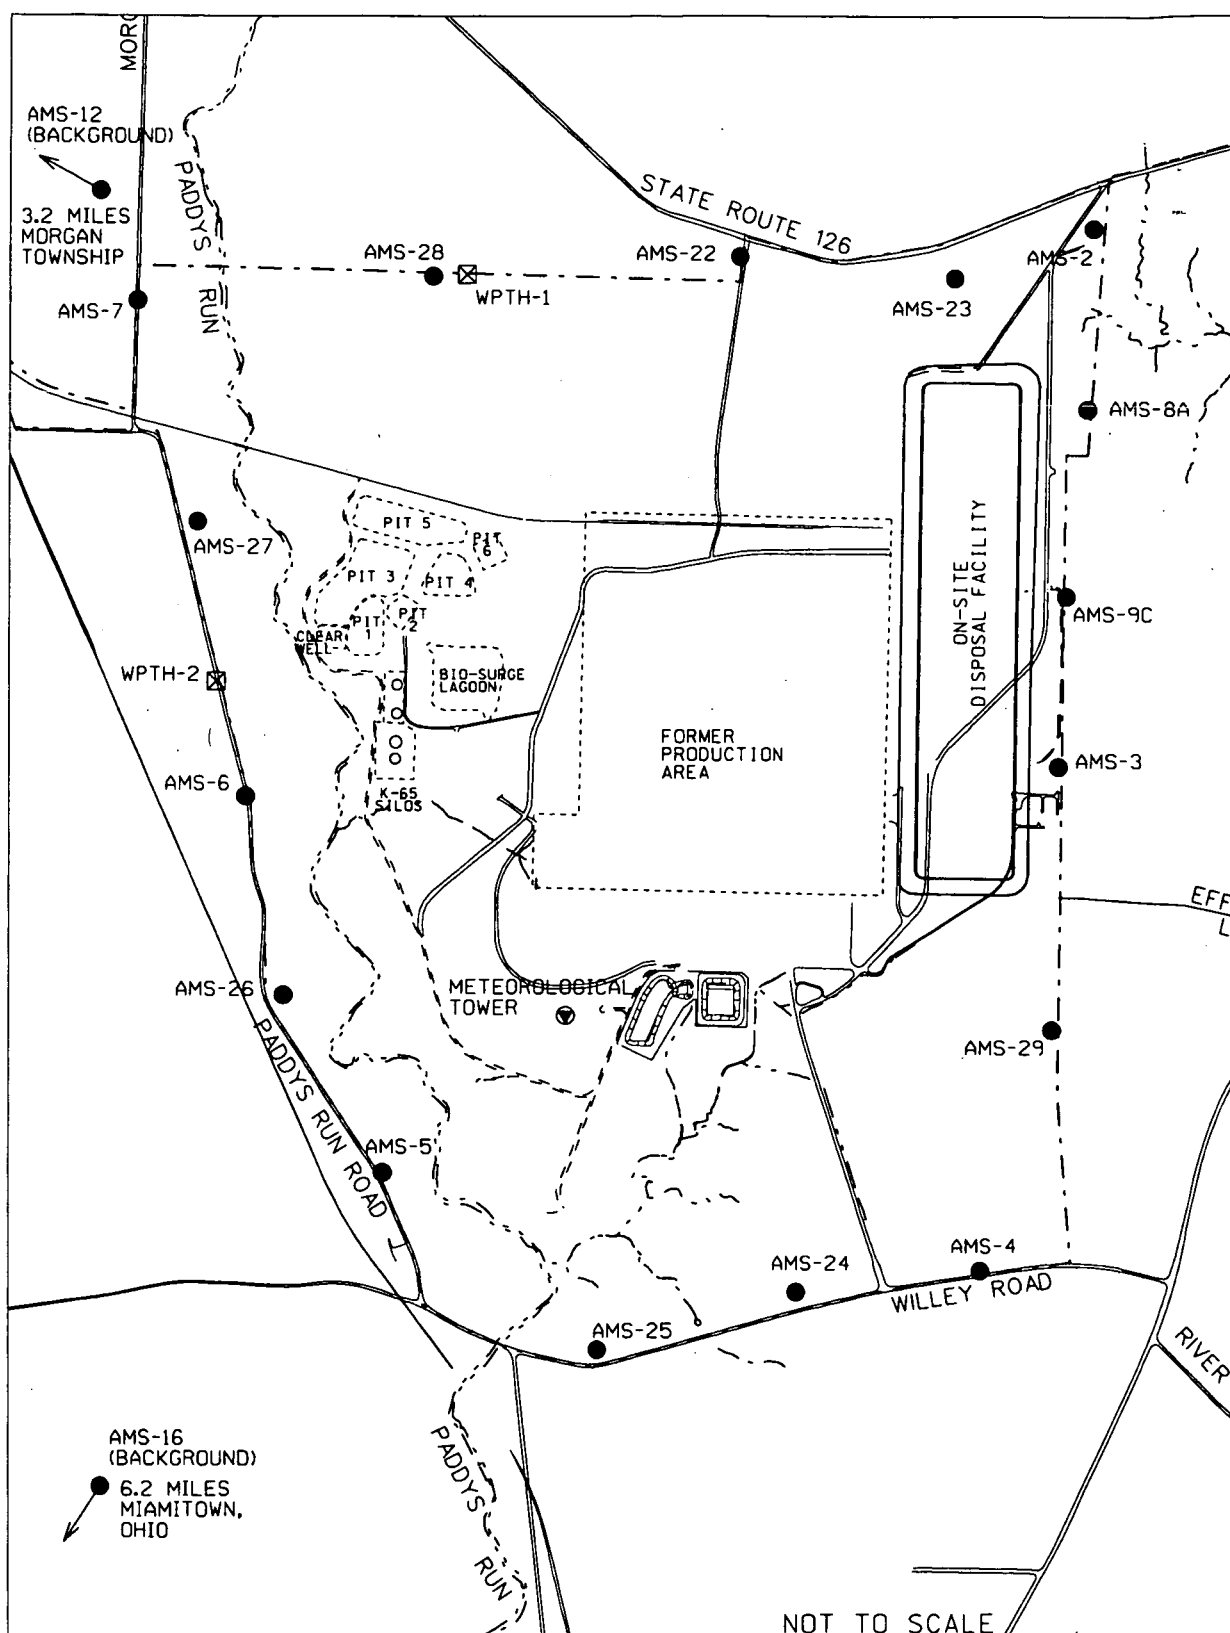 MORG
AMS-12
(BACKGROUND)
3.2 MILES
MORGAN
TOWNSHIP
PADDYS RUN
STATE ROUTE 126
AMS-28
WPTH-1
AMS-22
AMS-2
AMS-23
AMS-7
AMS-8A
AMS-27
PIT 5
PIT
6
PIT 3
PIT 4
PIT
1
PIT
2
CLEAR
WELL
ON-SITE
DISPOSAL FACILITY
AMS-9C
WPTH-2
BIO-SURGE
LAGOON
FORMER
PRODUCTION
AREA
AMS-3
AMS-6
K-65
SILOS
EFF
L
AMS-26
METEOROLOGICAL
TOWER
AMS-29
PADDYS RUN ROAD
AMS-5
AMS-4
AMS-24
WILLEY ROAD
AMS-25
RIVER
AMS-16
(BACKGROUND)
6.2 MILES
MIAMITOWN,
OHIO
PADDYS RUN
NOT TO SCALE